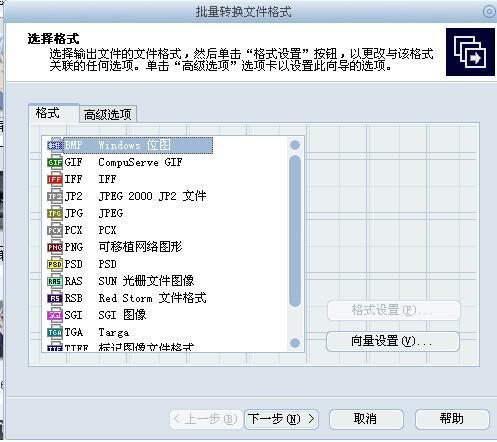 批量转换文件格式
选择格式
选择输出文件的文件格式，然后单击“格式设置”按钮，以更改与该格式
关联的任何选项。单击“高级选项”选项卡以设置此向导的选项。
格式 高级选项
BMP Windows 位图
GIF CompuServe GIF
IFF IFF
JP2 JPEG 2000 JP2 文件
JPG JPEG
PCX PCX
PNG 可移植网络图形
PSD PSD
RAS SUN 光栅文件图像
RSB Red Storm 文件格式
SGI SGI 图像
TGA Targa
TIFF 标记图像文件格式
格式设置(F)...
向量设置(V)...
< 上一步(B) 下一步(N) > 取消 帮助